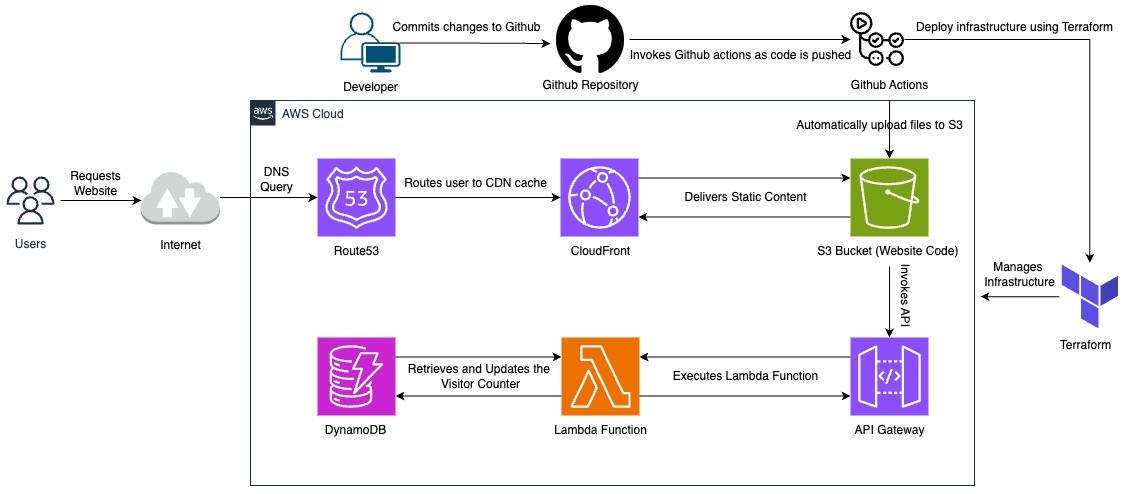 Commits changes to Github
Deploy infrastructure using Terraform
Invokes Github actions as code is pushed
Developer
Github Repository
Github Actions
aws
AWS Cloud
Automatically upload files to S3
Requests
Website
DNS
Query
53
Routes user to CDN cache
Delivers Static Content
Users
Internet
Route53
CloudFront
S3 Bucket (Website Code)
Manages
Infrastructure
Invokes API
Terraform
Retrieves and Updates the
Visitor Counter
Executes Lambda Function
</>
DynamoDB
Lambda Function
API Gateway